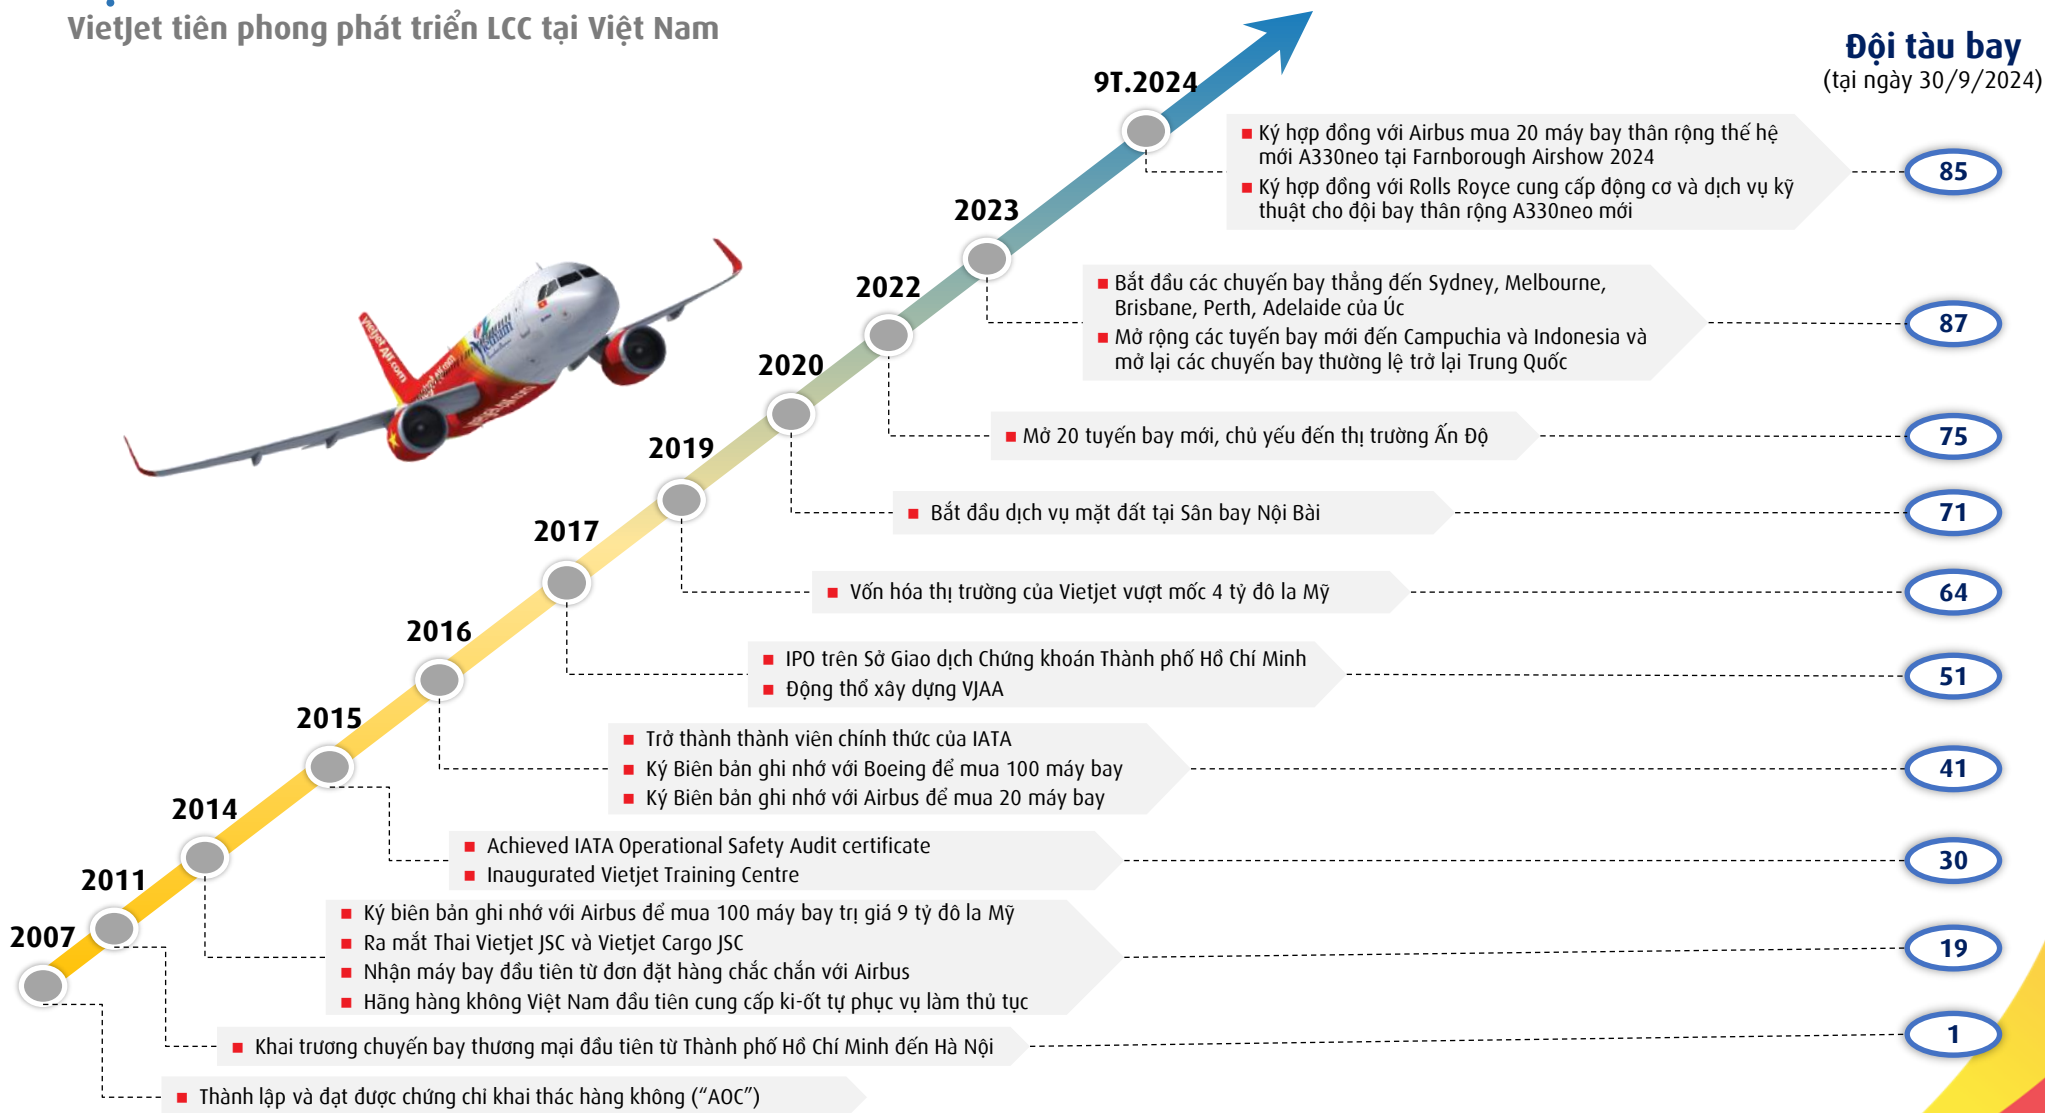 VietJet tiên phong phát triển LCC tại Việt Nam
Đội tàu bay
(tại ngày 30/9/2024)
9T.2024
Ký hợp đồng với Airbus mua 20 máy bay thân rộng thế hệ
mới A330neo tại Farnborough Airshow 2024
Ký hợp đồng với Rolls Royce cung cấp động cơ và dịch vụ kỹ
thuật cho đội bay thân rộng A330neo mới
85
2023
Bắt đầu các chuyến bay thẳng đến Sydney, Melbourne,
Brisbane, Perth, Adelaide của Úc
Mở rộng các tuyến bay mới đến Campuchia và Indonesia và
mở lại các chuyến bay thường lệ trở lại Trung Quốc
87
2022
Mở 20 tuyến bay mới, chủ yếu đến thị trường Ấn Độ
75
2020
Bắt đầu dịch vụ mặt đất tại Sân bay Nội Bài
71
2019
Vốn hóa thị trường của Vietjet vượt mốc 4 tỷ đô la Mỹ
64
2017
IPO trên Sở Giao dịch Chứng khoán Thành phố Hồ Chí Minh
Động thổ xây dựng VJAA
51
2016
Trở thành thành viên chính thức của IATA
Ký Biên bản ghi nhớ với Boeing để mua 100 máy bay
Ký Biên bản ghi nhớ với Airbus để mua 20 máy bay
41
2015
Achieved IATA Operational Safety Audit certificate
Inaugurated Vietjet Training Centre
30
2014
Ký biên bản ghi nhớ với Airbus để mua 100 máy bay trị giá 9 tỷ đô la Mỹ
Ra mắt Thai Vietjet JSC và Vietjet Cargo JSC
Nhận máy bay đầu tiên từ đơn đặt hàng chắc chắn với Airbus
Hãng hàng không Việt Nam đầu tiên cung cấp ki-ốt tự phục vụ làm thủ tục
19
2011
Khai trương chuyến bay thương mại đầu tiên từ Thành phố Hồ Chí Minh đến Hà Nội
1
2007
Thành lập và đạt được chứng chỉ khai thác hàng không (“AOC”)
vietjetAir.com
Vietnam